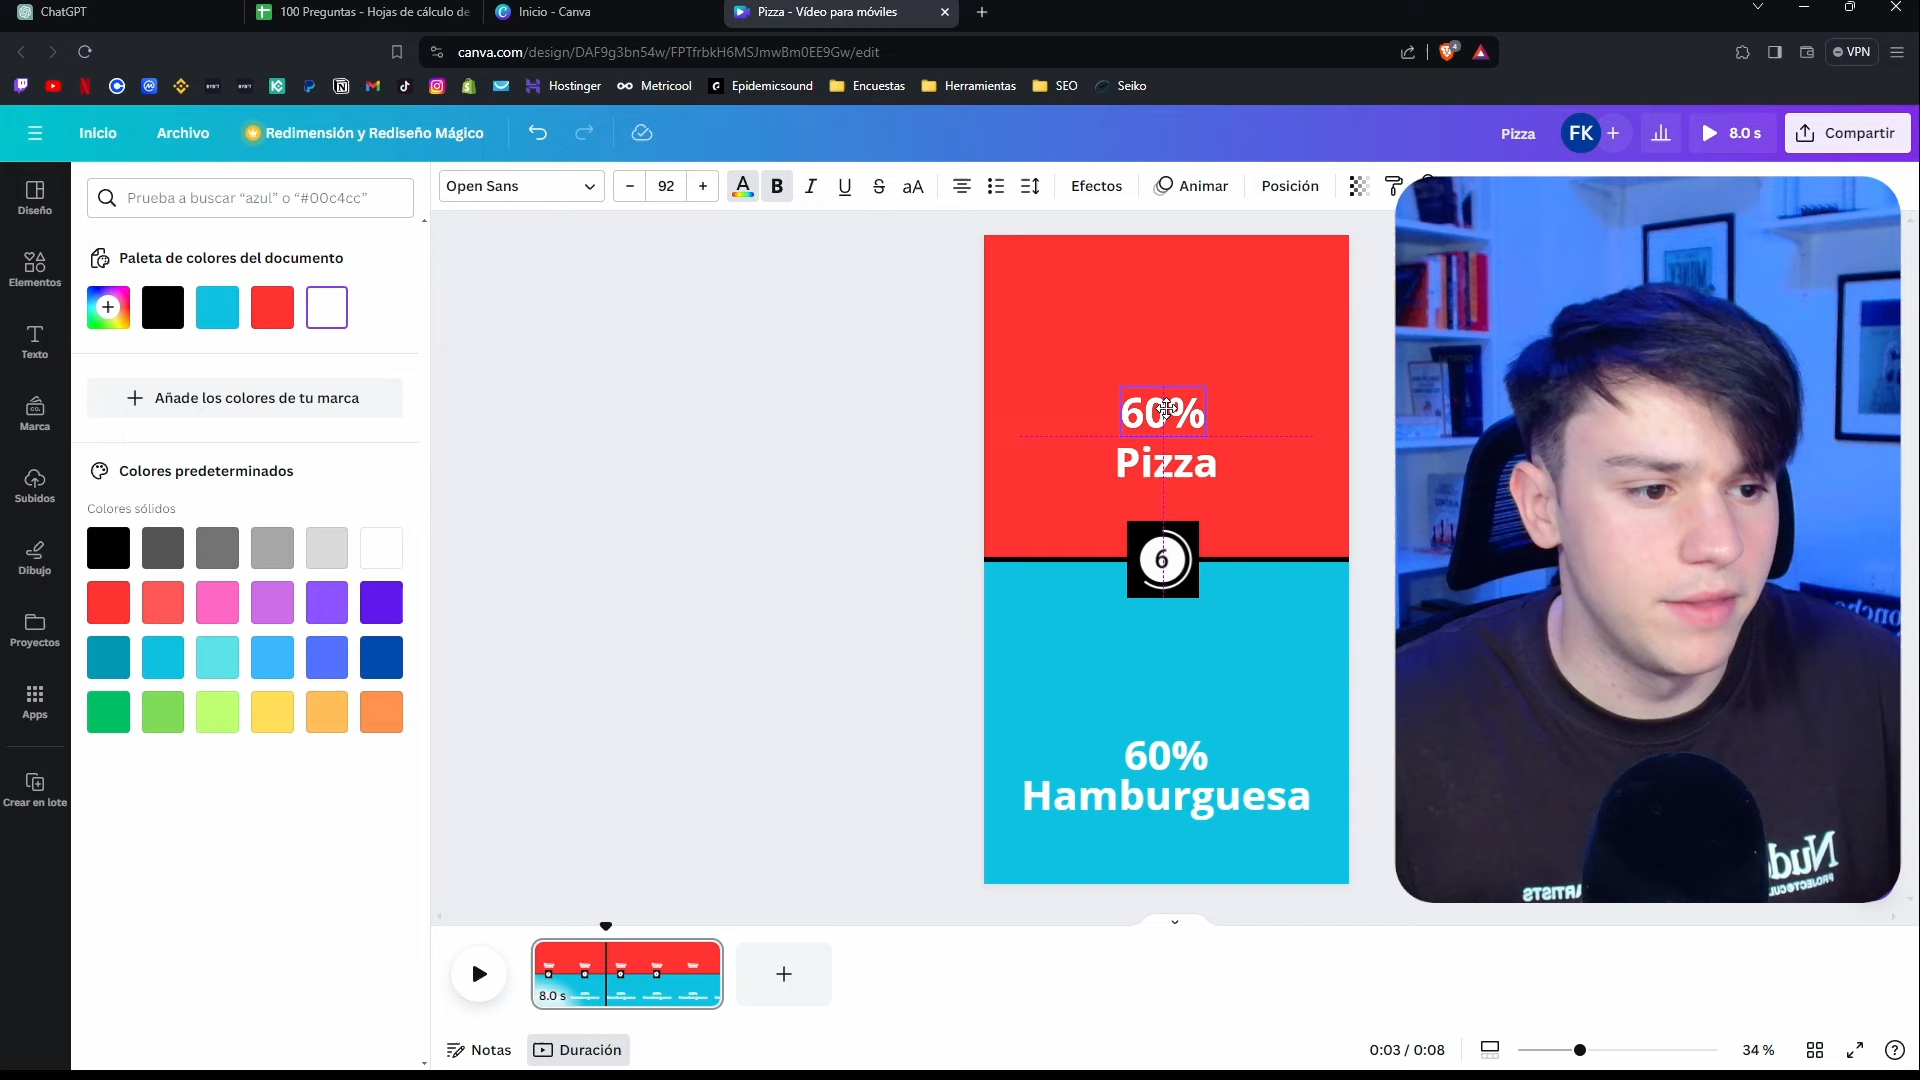 ChatGPT
100 Preguntas - Hojas de cálculo de
Inicio - Canva
Pizza - Vídeo para móviles
canva.com/design/DAF9g3bn54w/FPTfrbkH6MSJmwBm0EE9Gw/edit
4
VPN
Hostinger
Metricool
Epidemicsound
Encuestas
Herramientas
SEO
Seiko
Inicio
Archivo
Redimensión y Rediseño Mágico
Pizza
FK
8.0 s
Compartir
Diseño
Elementos
Texto
Marca
Subidos
Dibujo
Proyectos
Apps
Crear en lote
Prueba a buscar “azul” o “#00c4cc”
Paleta de colores del documento
Añade los colores de tu marca
Colores predeterminados
Colores sólidos
Open Sans
92
A
B
I
U
S
aA
Efectos
Animar
Posición
60%
Pizza
6
60%
Hamburguesa
8.0 s
Notas
Duración
0:03 / 0:08
34 %